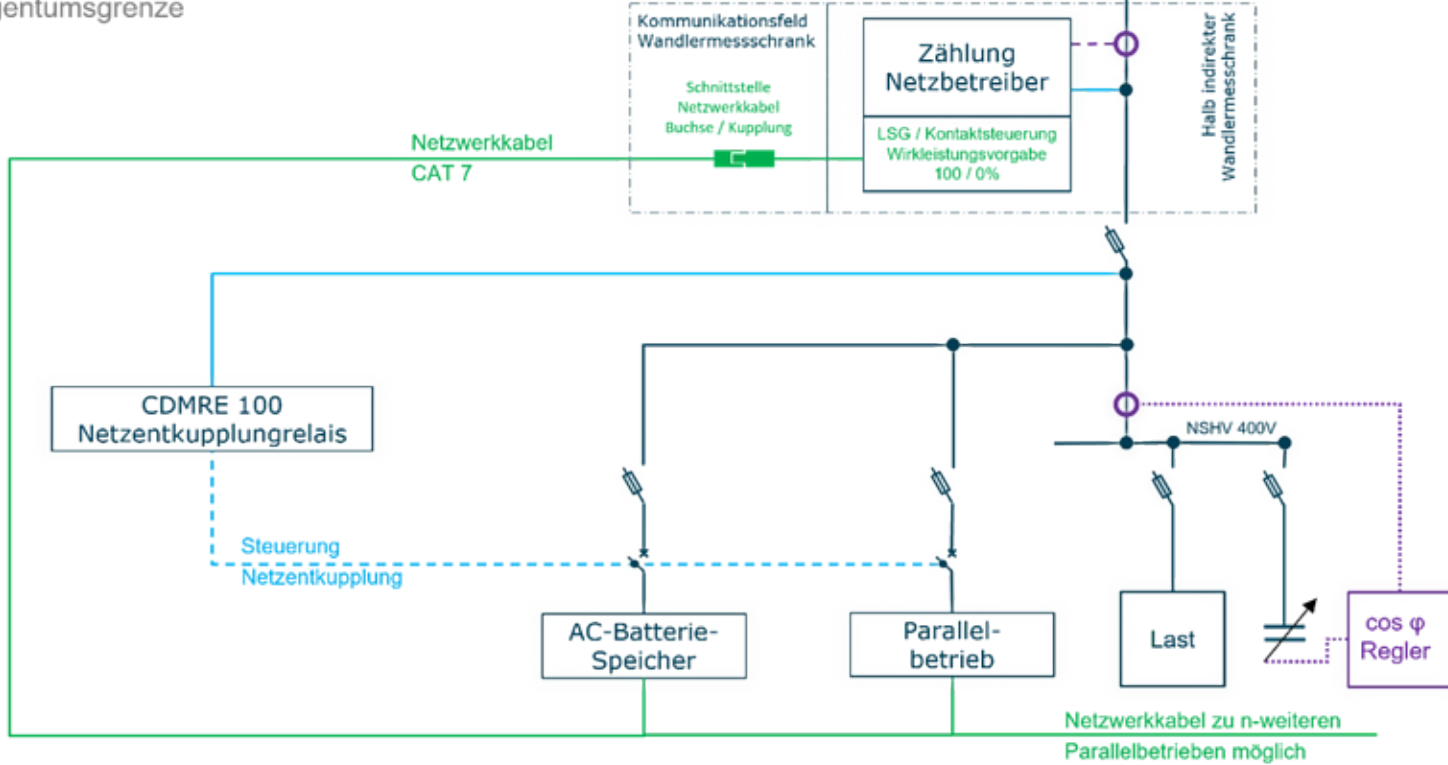 gentumsgrenze
Kommunikationsfeld
Wandlermessschrank
Schnittstelle
Netzwerkkabel
Buchse / Kupplung
Zählung
Netzbetreiber
LSG / Kontaktsteuerung
Wirkleistungsvorgabe
100 / 0%
Halb indirekter
Wandlermesschrank
Netzwerkkabel
CAT 7
CDMRE 100
Netzentkupplungrelais
NSHV 400V
Steuerung
Netzentkupplung
AC-Batterie-
Speicher
Parallel-
betrieb
Last
cos φ
Regler
Netzwerkkabel zu n-weiteren
Parallelbetrieben möglich